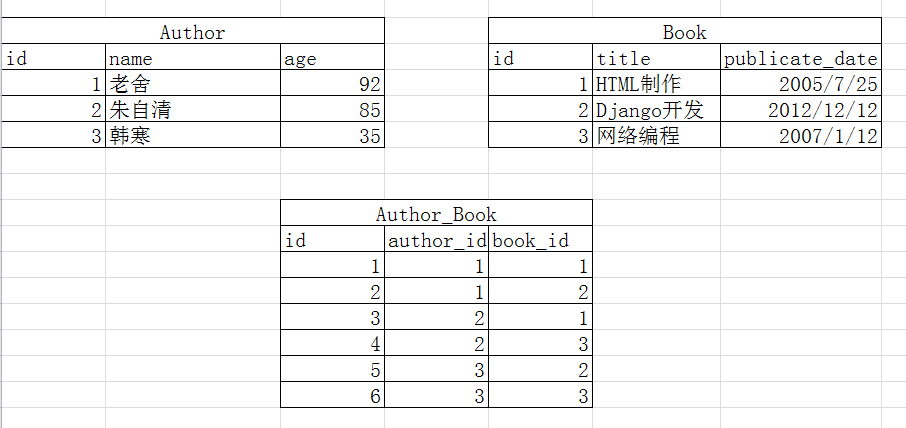 Author Book
id name age id title publicate_date
1 老舍 92 1 HTML制作 2005/7/25
2 朱自清 85 2 Django开发 2012/12/12
3 韩寒 35 3 网络编程 2007/1/12
Author_Book
id author_id book_id
1 1 1
2 1 2
3 2 1
4 2 3
5 3 2
6 3 3